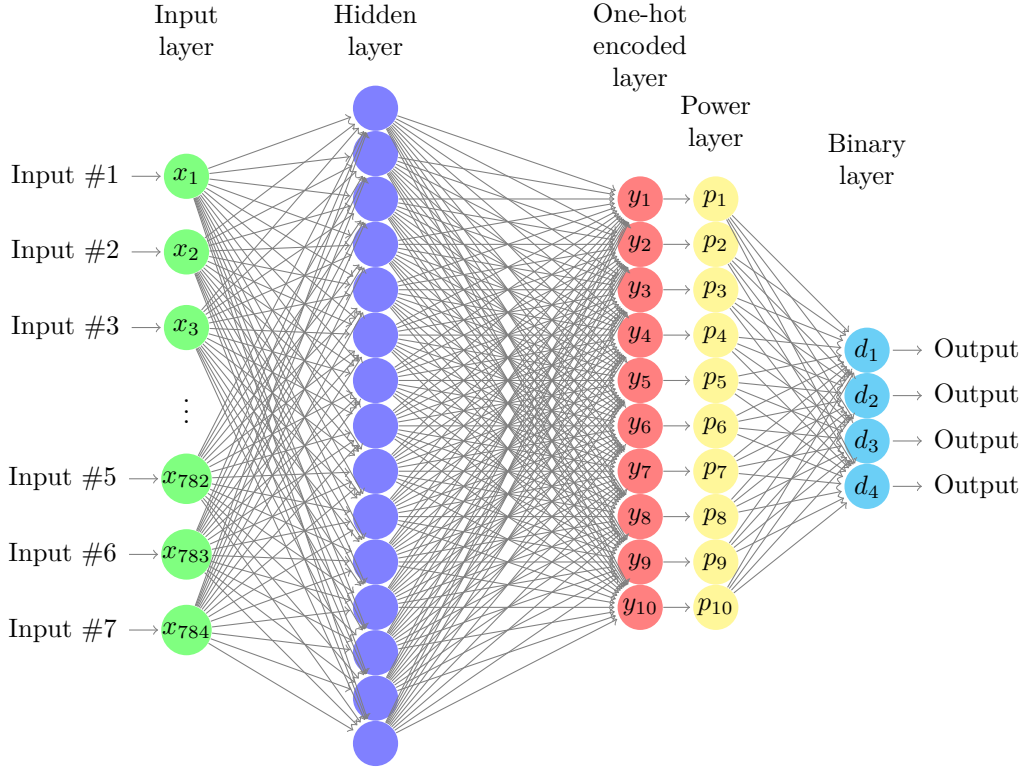 Input
layer
Hidden
layer
One-hot
encoded
layer
Power
layer
Binary
layer
Input #1
x₁
Input #2
x₂
Input #3
x₃
⋮
Input #5
x₇₈₂
Input #6
x₇₈₃
Input #7
x₇₈₄
y₁
y₂
y₃
y₄
y₅
y₆
y₇
y₈
y₉
y₁₀
p₁
p₂
p₃
p₄
p₅
p₆
p₇
p₈
p₉
p₁₀
d₁
Output
d₂
Output
d₃
Output
d₄
Output